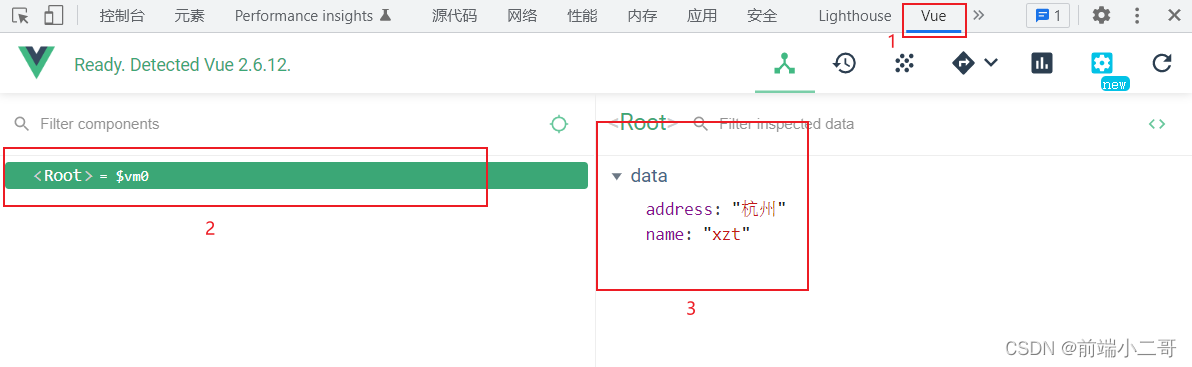 控制台 元素 Performance insights 源代码 网络 性能 内存 应用 安全 Lighthouse Vue 1
1
Ready. Detected Vue 2.6.12.
new
Filter components
<Root> Filter inspected data
<Root> = $vm0
data
address: "杭州"
name: "xzt"
2
3
CSDN @前端小二哥